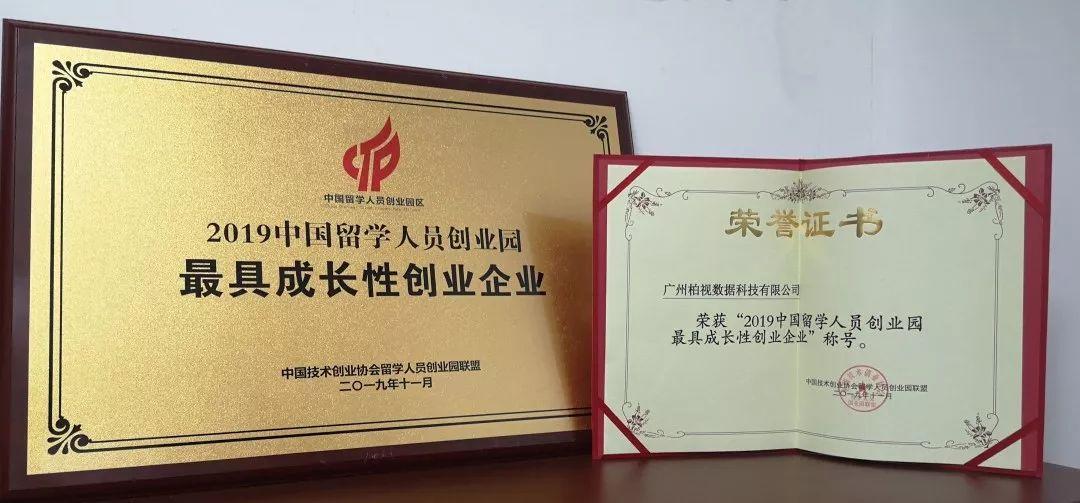 中国留学人员创业园区
2019中国留学人员创业园
最具成长性创业企业
中国技术创业协会留学人员创业园联盟
二〇一九年十一月
荣誉证书
广州柏视数据科技有限公司
荣获“2019中国留学人员创业园
最具成长性创业企业”称号。
中国技术创业协会留学人员创业园联盟
二〇一九年十一月